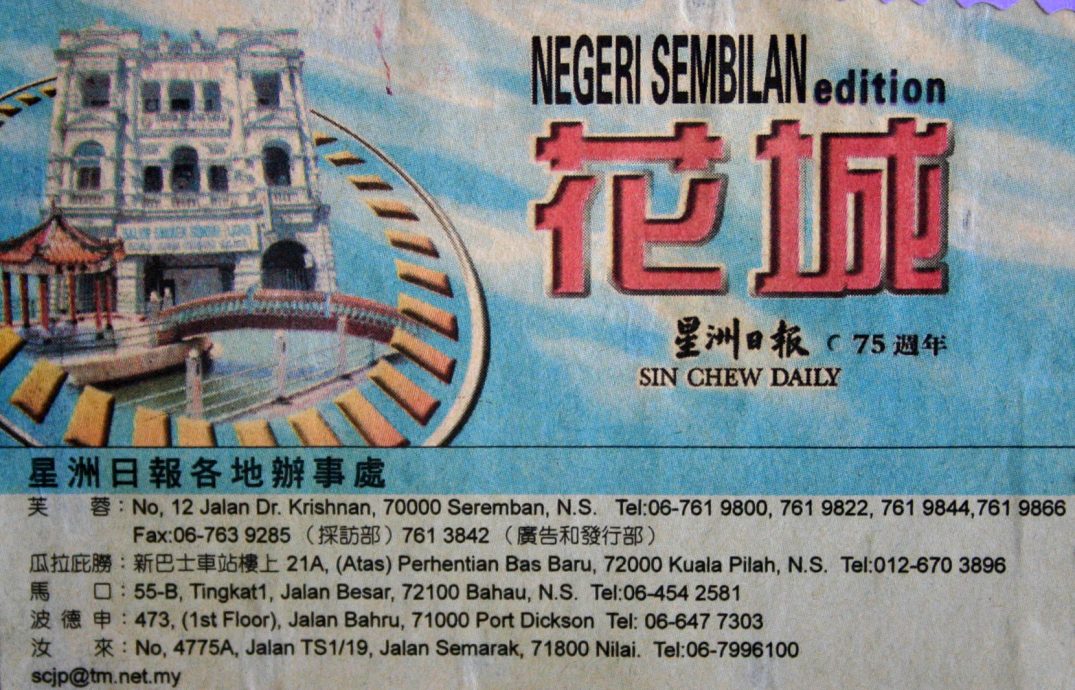 NEGERI SEMBILAN edition
花城
星洲日报 75 週年
SIN CHEW DAILY
星洲日報各地辦事處
芙蓉：No, 12 Jalan Dr. Krishnan, 70000 Seremban, N.S. Tel:06-761 9800, 761 9822, 761 9844,761 9866
Fax:06-763 9285 （採訪部）761 3842 （廣告和發行部）
瓜拉庇朥：新巴士車站樓上 21A, (Atas) Perhentian Bas Baru, 72000 Kuala Pilah, N.S. Tel:012-670 3896
馬口：55-B, Tingkat1, Jalan Besar, 72100 Bahau, N.S. Tel:06-454 2581
波德申：473, (1st Floor), Jalan Bahru, 71000 Port Dickson Tel: 06-647 7303
汝來：No, 4775A, Jalan TS1/19, Jalan Semarak, 71800 Nilai. Tel:06-7996100
scjp@tm.net.my